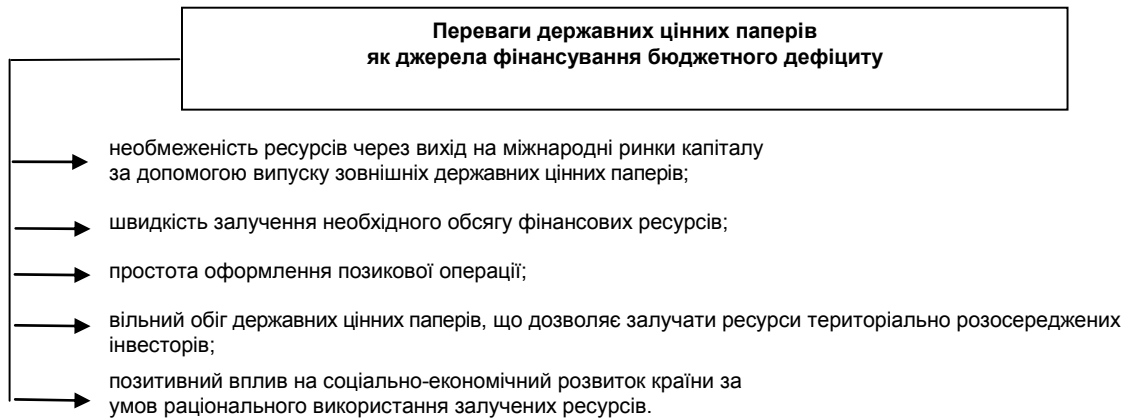 Переваги державних цінних паперів
як джерела фінансування бюджетного дефіциту
необмеженість ресурсів через вихід на міжнародні ринки капіталу
за допомогою випуску зовнішніх державних цінних паперів;
швидкість залучення необхідного обсягу фінансових ресурсів;
простота оформлення позикової операції;
вільний обіг державних цінних паперів, що дозволяє залучати ресурси територіально розосереджених
інвесторів;
позитивний вплив на соціально-економічний розвиток країни за
умов раціонального використання залучених ресурсів.